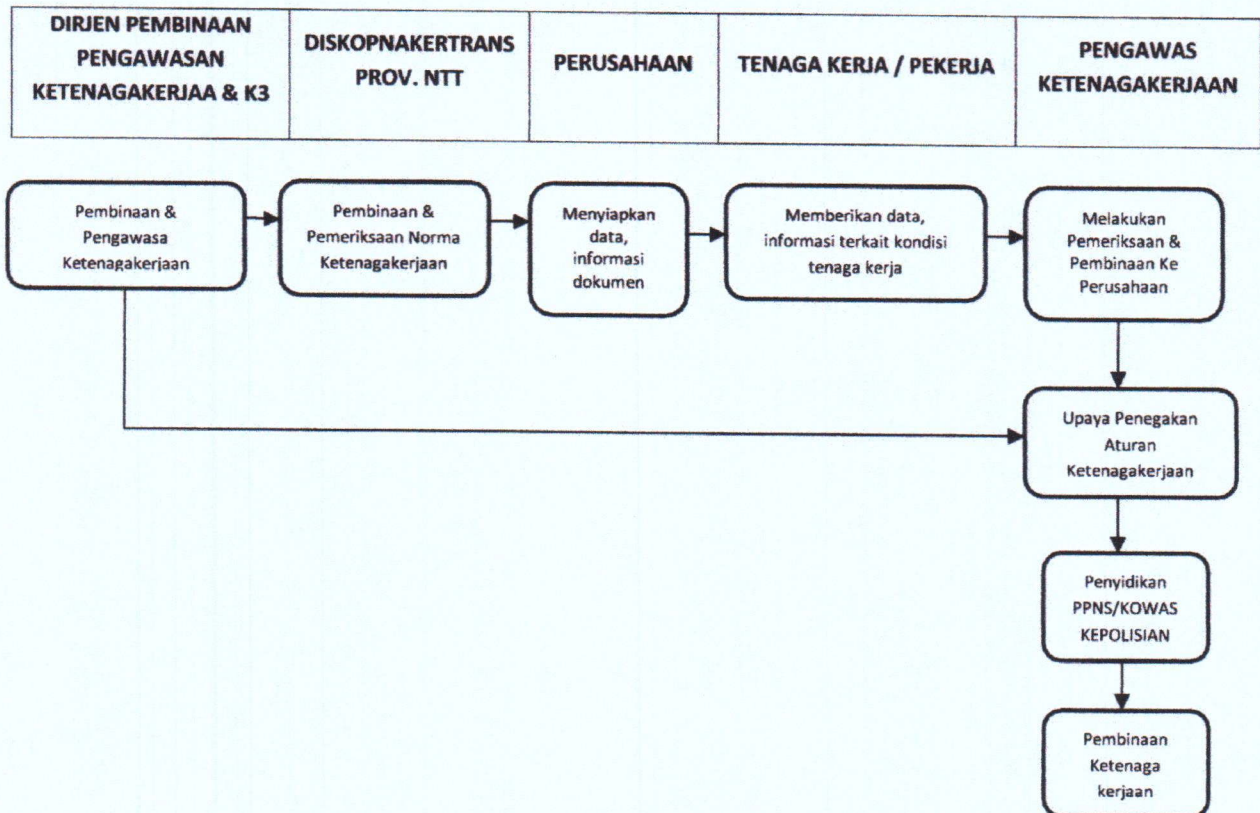 DIRJEN PEMBINAAN
PENGAWASAN
KETENAGAKERJAA & K3
DISKOPNAKERTRANS
PROV. NTT
PERUSAHAAN
TENAGA KERJA / PEKERJA
PENGAWAS
KETENAGAKERJAAN
Pembinaan &
Pengawasa
Ketenagakerjaan
Pembinaan &
Pemeriksaan Norma
Ketenagakerjaan
Menyiapkan
data,
informasi
dokumen
Memberikan data,
informasi terkait kondisi
tenaga kerja
Melakukan
Pemeriksaan &
Pembinaan Ke
Perusahaan
Upaya Penegakan
Aturan
Ketenagakerjaan
Penyidikan
PPNS/KOWAS
KEPOLISIAN
Pembinaan
Ketenaga
kerjaan